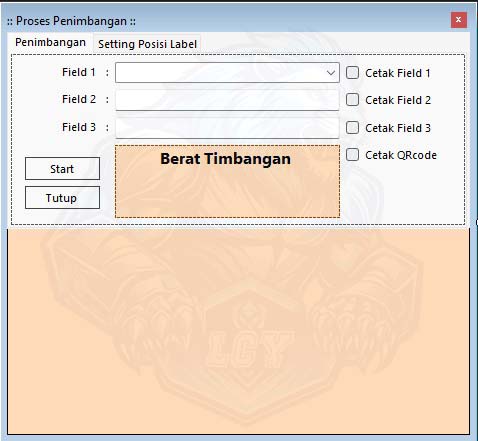 :: Proses Penimbangan ::
x
Penimbangan Setting Posisi Label
Field 1 : Cetak Field 1
Field 2 : Cetak Field 2
Field 3 : Cetak Field 3
Berat Timbangan Cetak QRcode
Start
Tutup
LCY